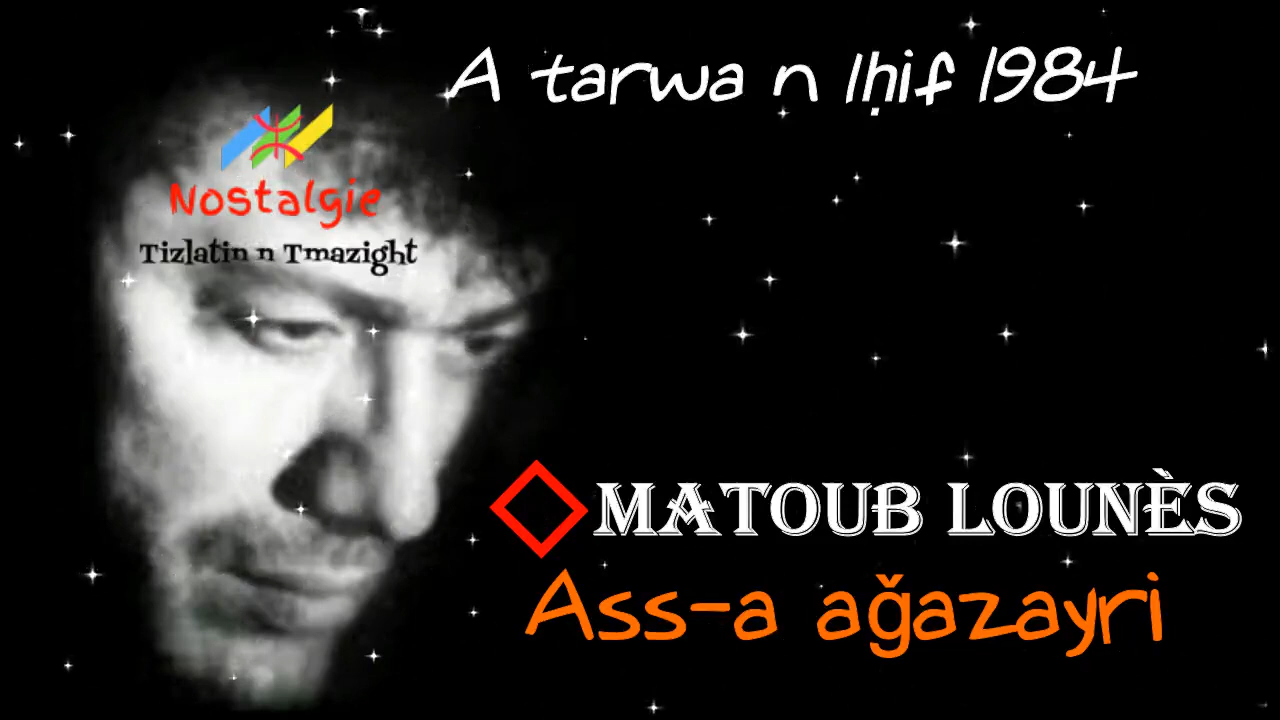 A tarwa n lḥif 1984
Nostalgie
Tizlatin n Tmazight
MATOUB LOUNÈS
Ass-a ağazayri